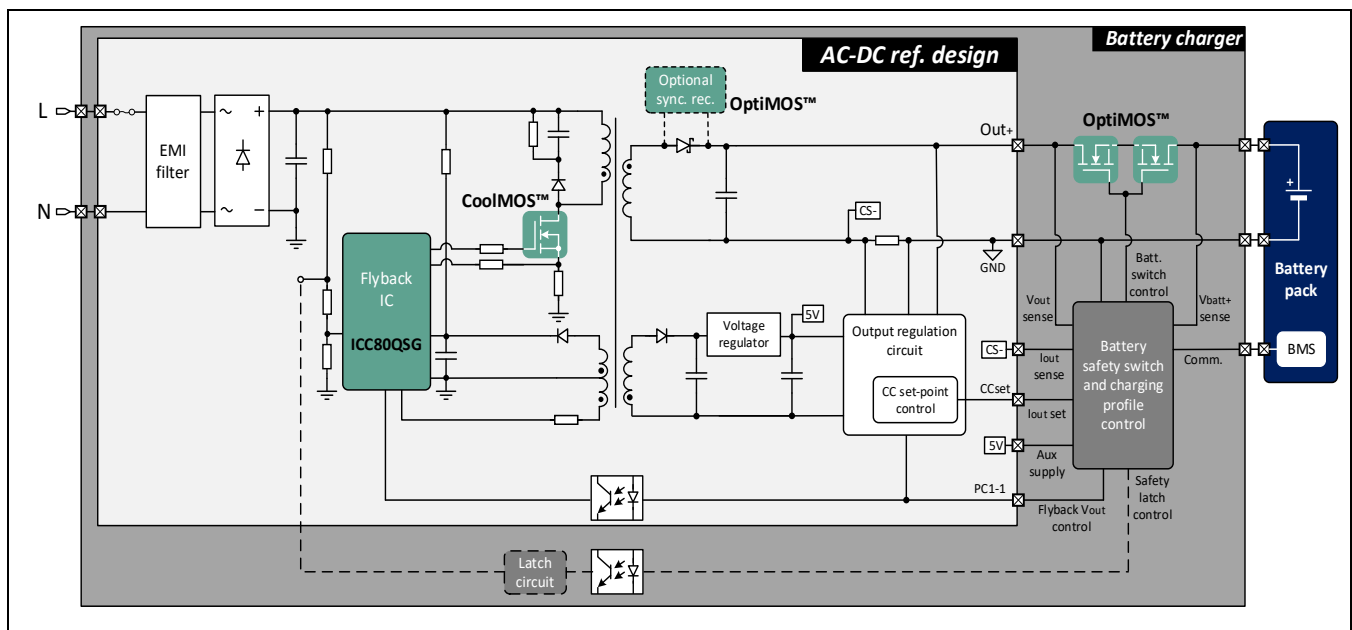 Battery charger
AC-DC ref. design
Optional
sync. rec.
OptiMOS™
L
N
EMI
filter
~
+
~
−
CoolMOS™
Out+
OptiMOS™
+
CS-
GND
Flyback
IC
ICC80QSG
Batt.
switch
control
Vout
sense
Vbatt+
sense
Battery
pack
BMS
Voltage
regulator
5V
Output regulation
circuit
CC set-point
control
CS-
Iout
sense
CCset
Iout set
5V
Aux
supply
PC1-1
Flyback Vout
control
Battery
safety switch
and charging
profile
control
Comm.
Safety
latch
control
Latch
circuit